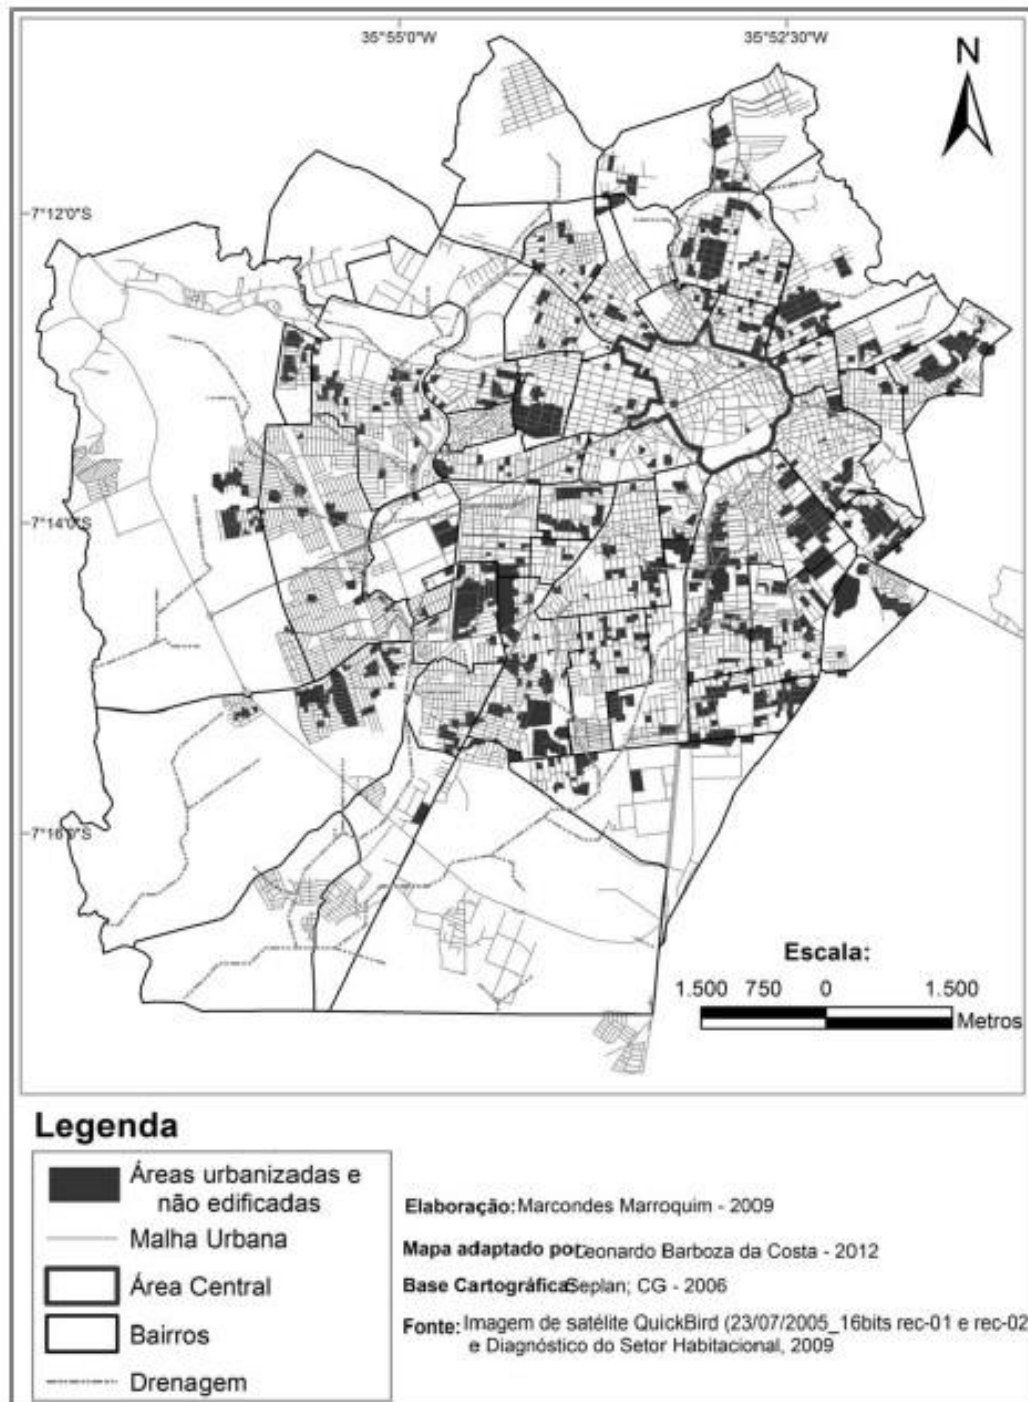 35°55'0"W
35°52'30"W
N
7°12'0"S
7°14'0"S
7°16'0"S
Escala:
1.500 750 0 1.500
Metros
Legenda
Áreas urbanizadas e
não edificadas
Malha Urbana
Área Central
Bairros
Drenagem
Elaboração: Marcondes Marroquim - 2009
Mapa adaptado por: Leonardo Barboza da Costa - 2012
Base Cartográfica: Seplan; CG - 2006
Fonte: Imagem de satélite QuickBird (23/07/2005_16bits rec-01 e rec-02
e Diagnóstico do Setor Habitacional, 2009